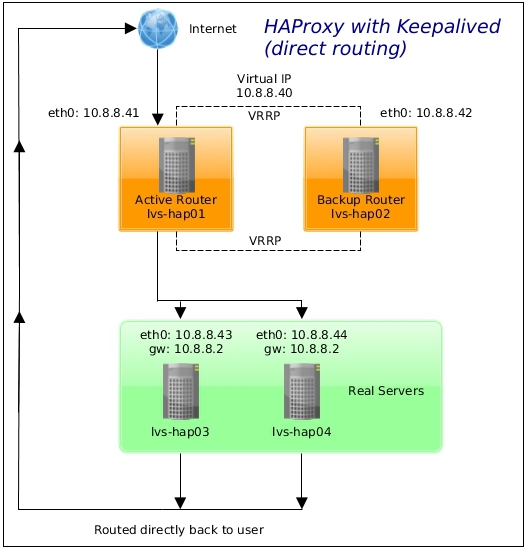 Internet
HAProxy with Keepalived
(direct routing)
Virtual IP
10.8.8.40
eth0: 10.8.8.41
VRRP
eth0: 10.8.8.42
Active Router
lvs-hap01
Backup Router
lvs-hap02
VRRP
eth0: 10.8.8.43
gw: 10.8.8.2
eth0: 10.8.8.44
gw: 10.8.8.2
Real Servers
lvs-hap03
lvs-hap04
Routed directly back to user